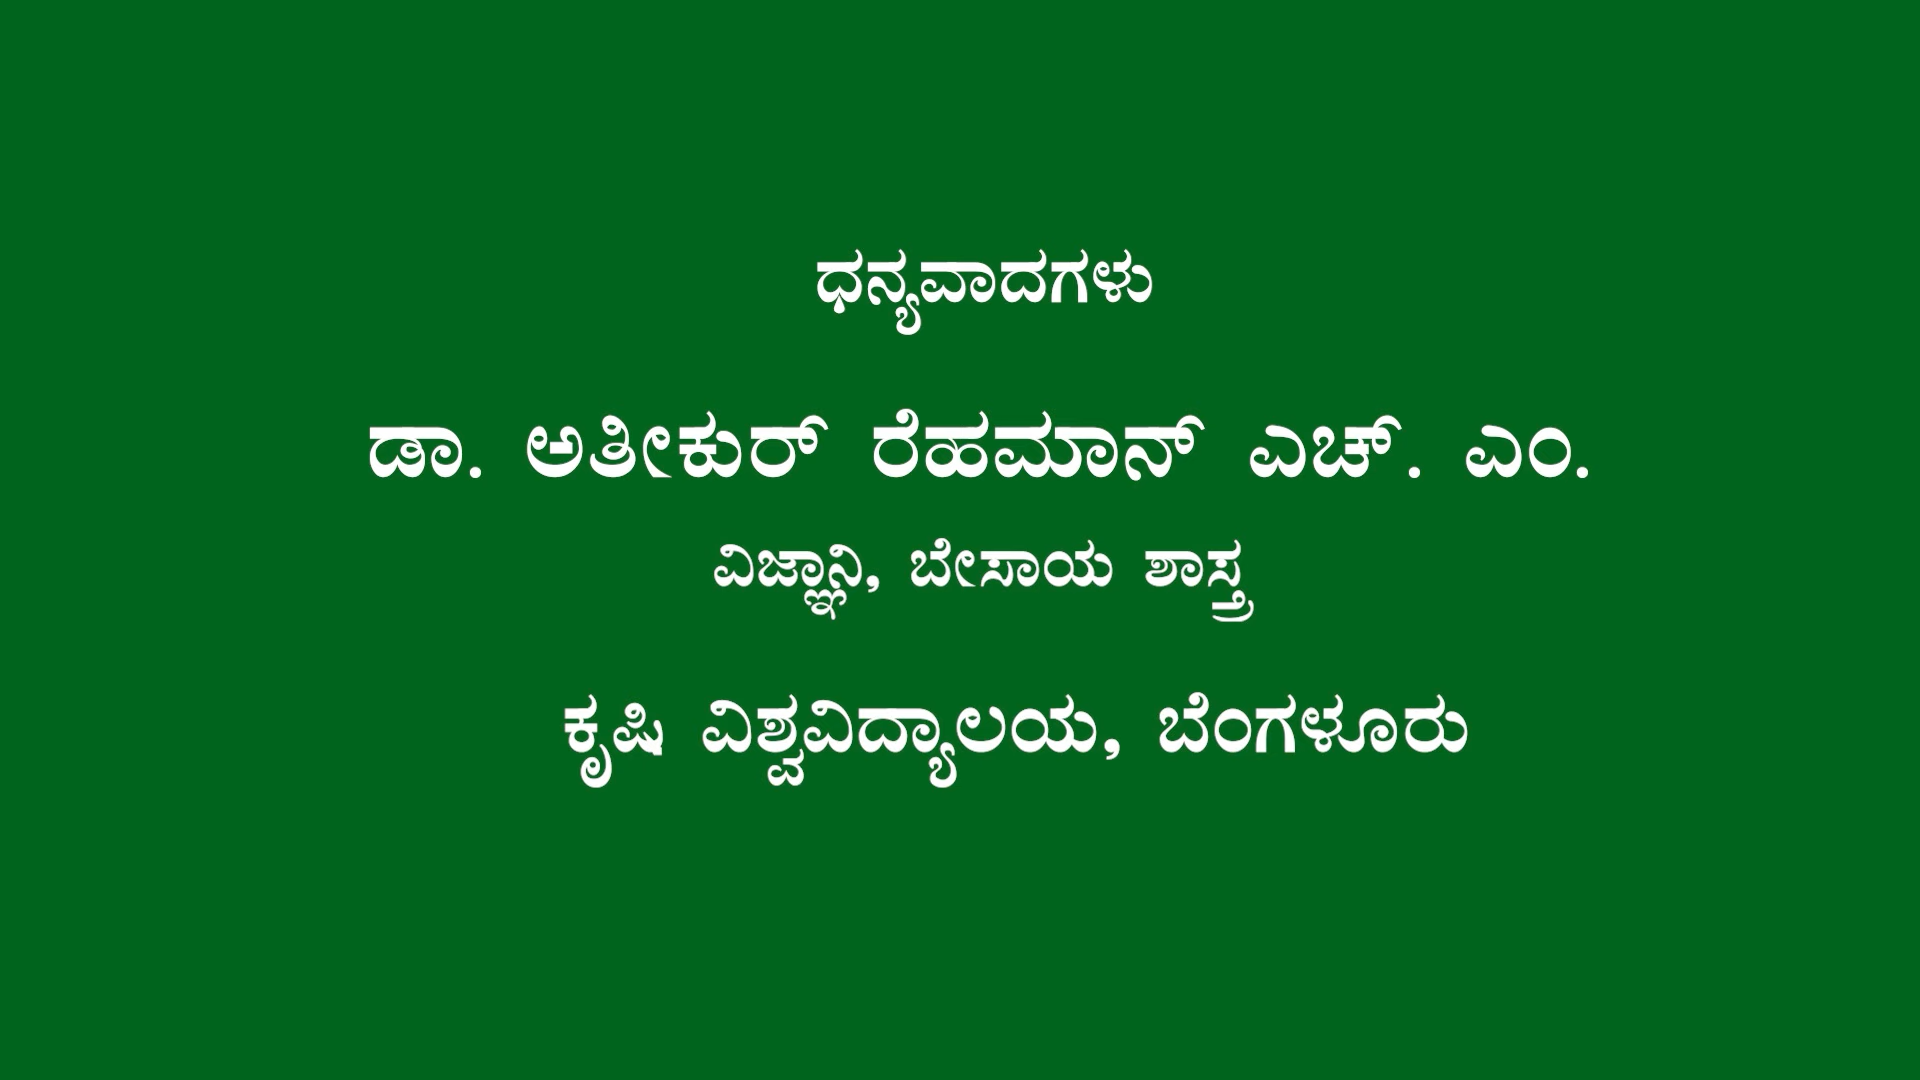 ಧನ್ಯವಾದಗಳು
ಡಾ. ಅತೀಕುರ್ ರೆಹಮಾನ್ ಎಚ್. ಎಂ.
ವಿಜ್ಞಾನಿ, ಬೇಸಾಯ ಶಾಸ್ತ್ರ
ಕೃಷಿ ವಿಶ್ವವಿದ್ಯಾಲಯ, ಬೆಂಗಳೂರು